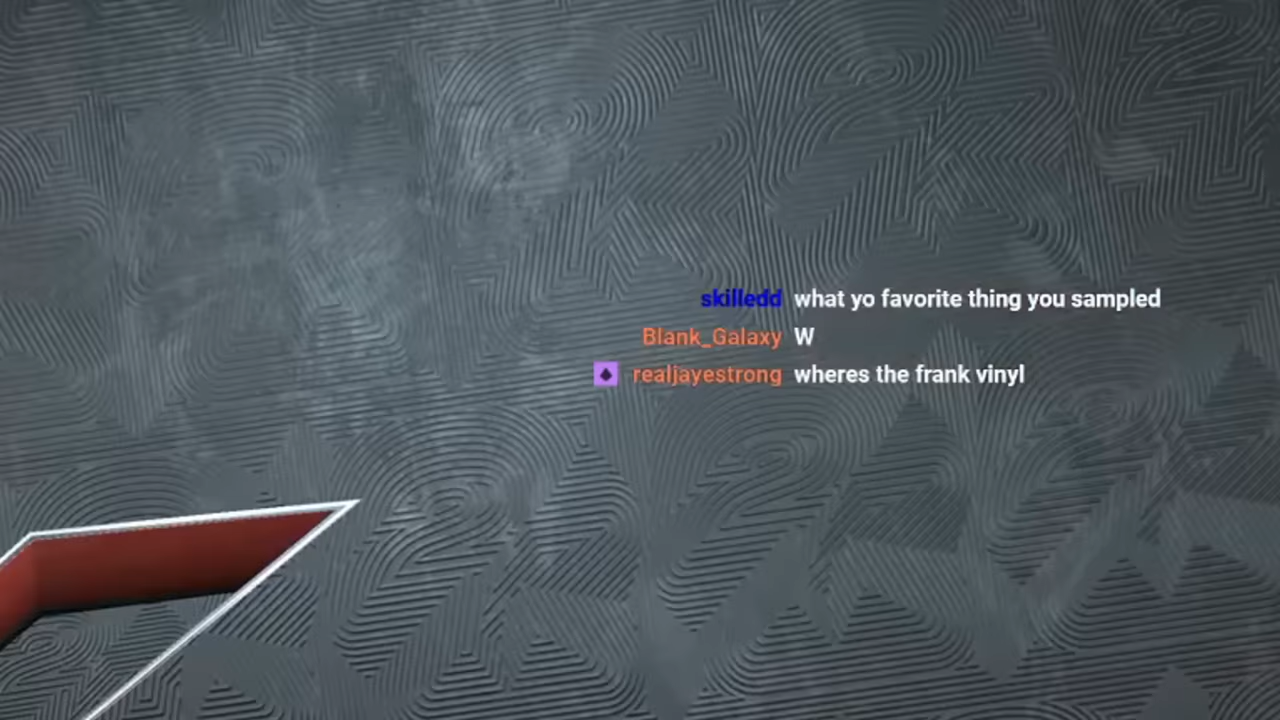 skilledd what yo favorite thing you sampled
Blank_Galaxy W
realjayestrong wheres the frank vinyl